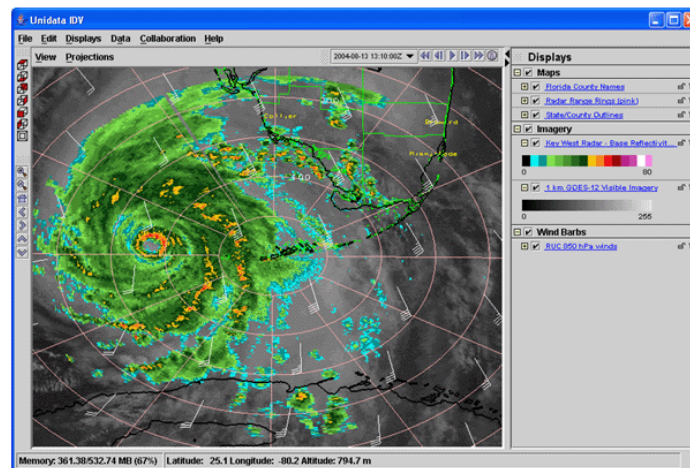 Unidata IDV
File Edit Displays Data Collaboration Help
View Projections
2004-08-13 13:10:00Z
Displays
Maps
Florida County Names
Radar Range Rings (pink)
State/County Outlines
Imagery
Key West Radar - Base Reflectivit...
0 80
1 km GOES-12 Visible Imagery
0 255
Wind Barbs
RUC 850 hPa winds
Collier
Memory: 361.38/532.74 MB (67%) Latitude: 25.1 Longitude: -80.2 Altitude: 794.7 m